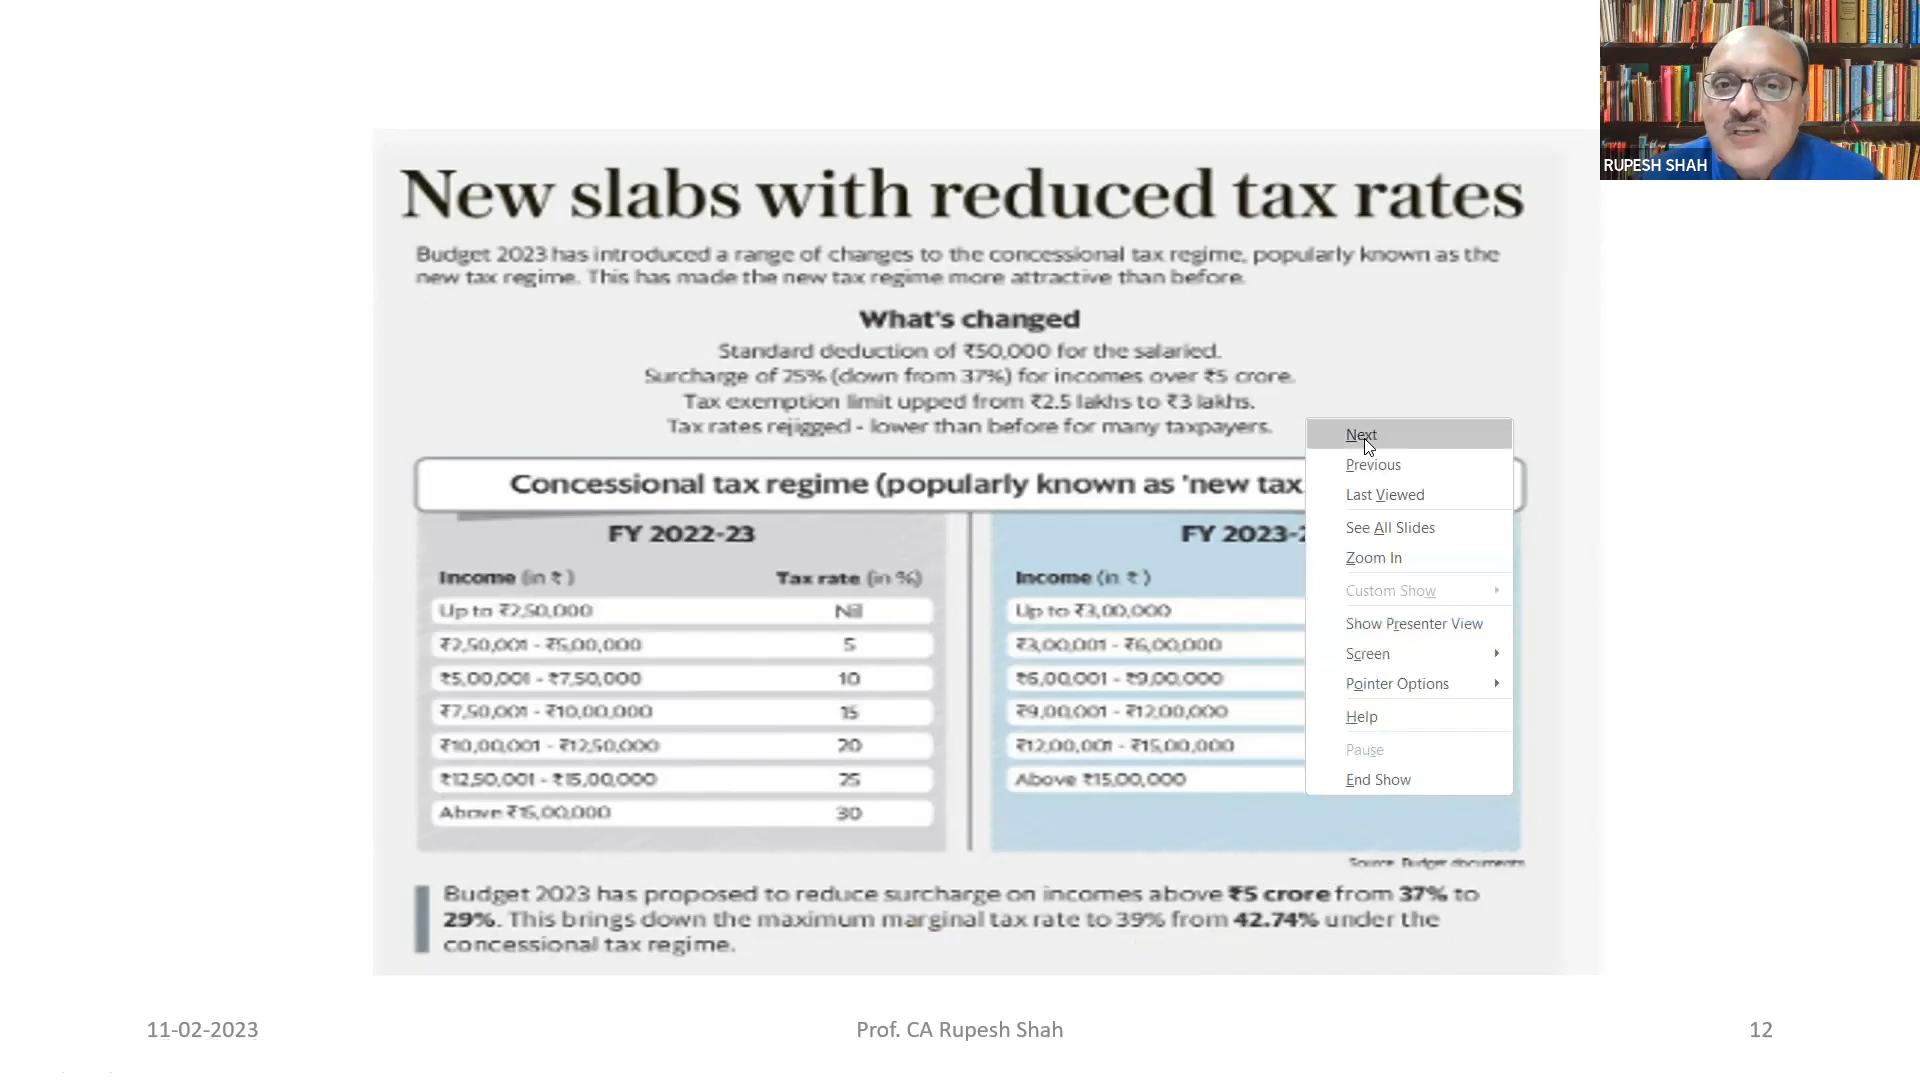 RUPESH SHAH
New slabs with reduced tax rates
Budget 2023 has introduced a range of changes to the concessional tax regime, popularly known as the
new tax regime. This has made the new tax regime more attractive than before.
What's changed
Standard deduction of ₹50,000 for the salaried.
Surcharge of 25% (down from 37%) for incomes over ₹5 crore.
Tax exemption limit upped from ₹2.5 lakhs to ₹3 lakhs.
Tax rates rejigged - lower than before for many taxpayers.
Concessional tax regime (popularly known as 'new tax
FY 2022-23
Income (in ₹) Tax rate (in %)
Up to ₹2,50,000 Nil
₹2,50,001 - ₹5,00,000 5
₹5,00,001 - ₹7,50,000 10
₹7,50,001 - ₹10,00,000 15
₹10,00,001 - ₹12,50,000 20
₹12,50,001 - ₹15,00,000 25
Above ₹15,00,000 30
FY 2023-
Income (in ₹)
Up to ₹3,00,000
₹3,00,001 - ₹6,00,000
₹6,00,001 - ₹9,00,000
₹9,00,001 - ₹12,00,000
₹12,00,001 - ₹15,00,000
Above ₹15,00,000
Next
Previous
Last Viewed
See All Slides
Zoom In
Custom Show
Show Presenter View
Screen
Pointer Options
Help
Pause
End Show
Source: Budget documents
Budget 2023 has proposed to reduce surcharge on incomes above ₹5 crore from 37% to
29%. This brings down the maximum marginal tax rate to 39% from 42.74% under the
concessional tax regime.
11-02-2023
Prof. CA Rupesh Shah
12